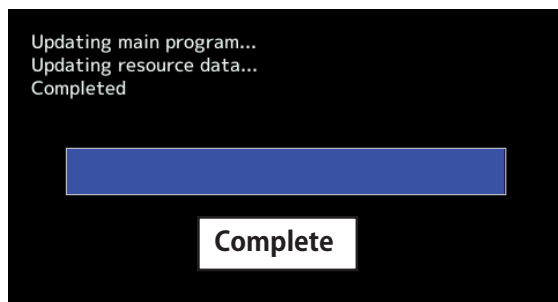 Updating main program...
Updating resource data...
Completed
Complete